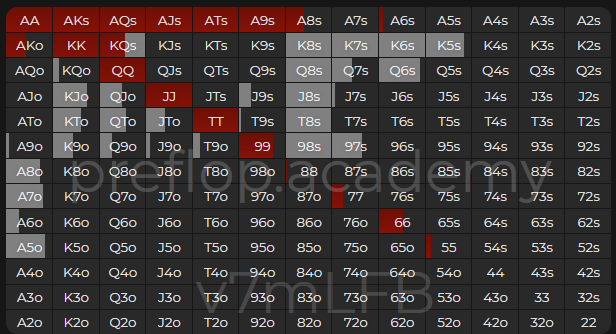 AA AKs AQs AJs ATs A9s A8s A7s A6s A5s A4s A3s A2s
AKo KK KQs KJs KTs K9s K8s K7s K6s K5s K4s K3s K2s
AQo KQo QQ QJs QTs Q9s Q8s Q7s Q6s Q5s Q4s Q3s Q2s
AJo KJo QJo JJ JTs J9s J8s J7s J6s J5s J4s J3s J2s
ATo KTo QTo JTo TT T9s T8s T7s T6s T5s T4s T3s T2s
A9o K9o Q9o J9o T9o 99 98s 97s 96s 95s 94s 93s 92s
A8o K8o Q8o J8o T8o 98o 88 87s 86s 85s 84s 83s 82s
preflop.academy
A7o K7o Q7o J7o T7o 97o 87o 77 76s 75s 74s 73s 72s
A6o K6o Q6o J6o T6o 96o 86o 76o 66 65s 64s 63s 62s
A5o K5o Q5o J5o T5o 95o 85o 75o 65o 55 54s 53s 52s
A4o K4o Q4o J4o T4o 94o 84o 74o 64o 54o 44 43s 42s
v7mLFB
A3o K3o Q3o J3o T3o 93o 83o 73o 63o 53o 43o 33 32s
A2o K2o Q2o J2o T2o 92o 82o 72o 62o 52o 42o 32o 22